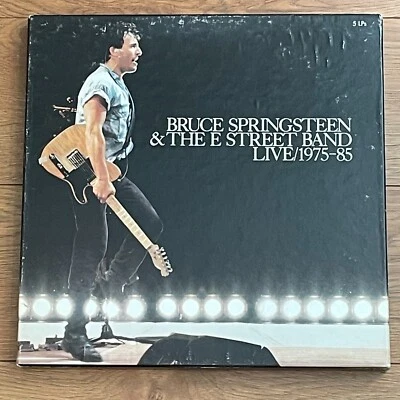 5 LPs
BRUCE SPRINGSTEEN
& THE E STREET BAND
LIVE/1975-85